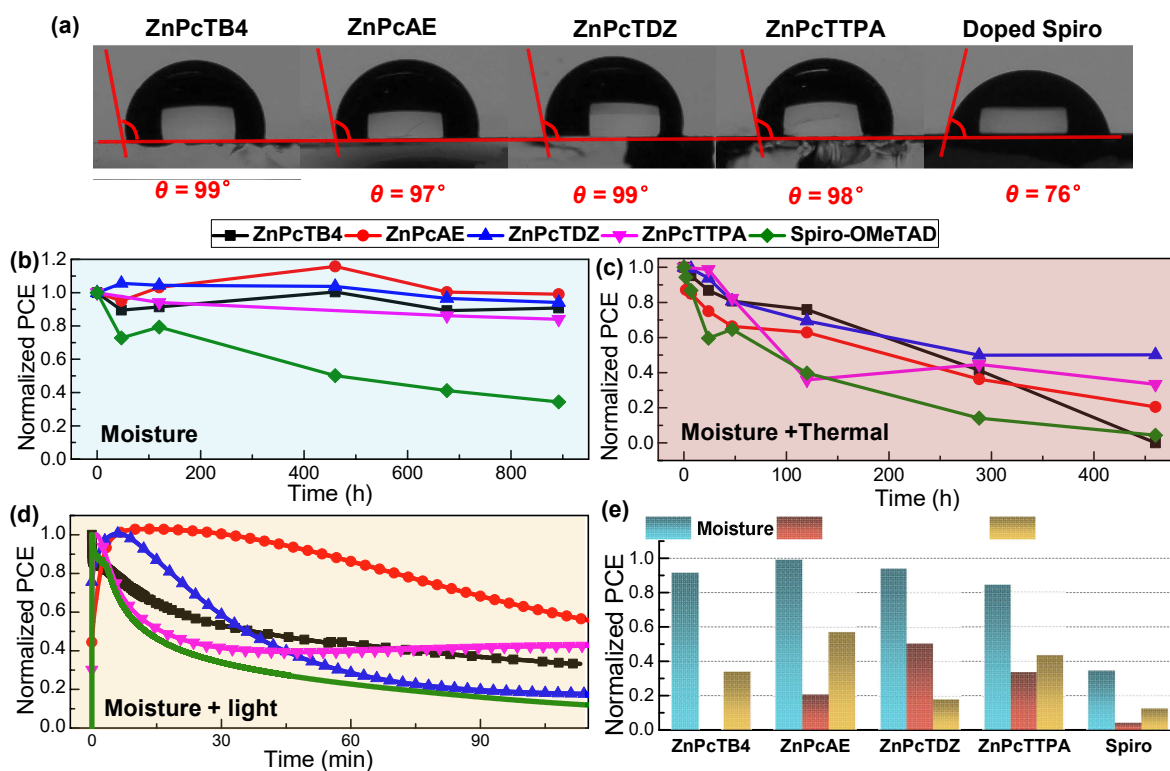 (a)
ZnPcTB4 ZnPcAE ZnPcTDZ ZnPcTTPA Doped Spiro
θ = 99° θ = 97° θ = 99° θ = 98° θ = 76°
ZnPcTB4 ZnPcAE ZnPcTDZ ZnPcTTPA Spiro-OMeTAD
(b)
Normalized PCE
1.2
1.0
0.8
0.6
0.4
0.2
0.0
Moisture
0 200 400 600 800
Time (h)
(c)
Normalized PCE
1.0
0.8
0.6
0.4
0.2
0.0
Moisture +Thermal
0 100 200 300 400
Time (h)
(d)
Normalized PCE
1.0
0.8
0.6
0.4
0.2
0.0
Moisture + light
0 30 60 90
Time (min)
(e)
Moisture
Normalized PCE
1.0
0.8
0.6
0.4
0.2
0.0
ZnPcTB4 ZnPcAE ZnPcTDZ ZnPcTTPA Spiro